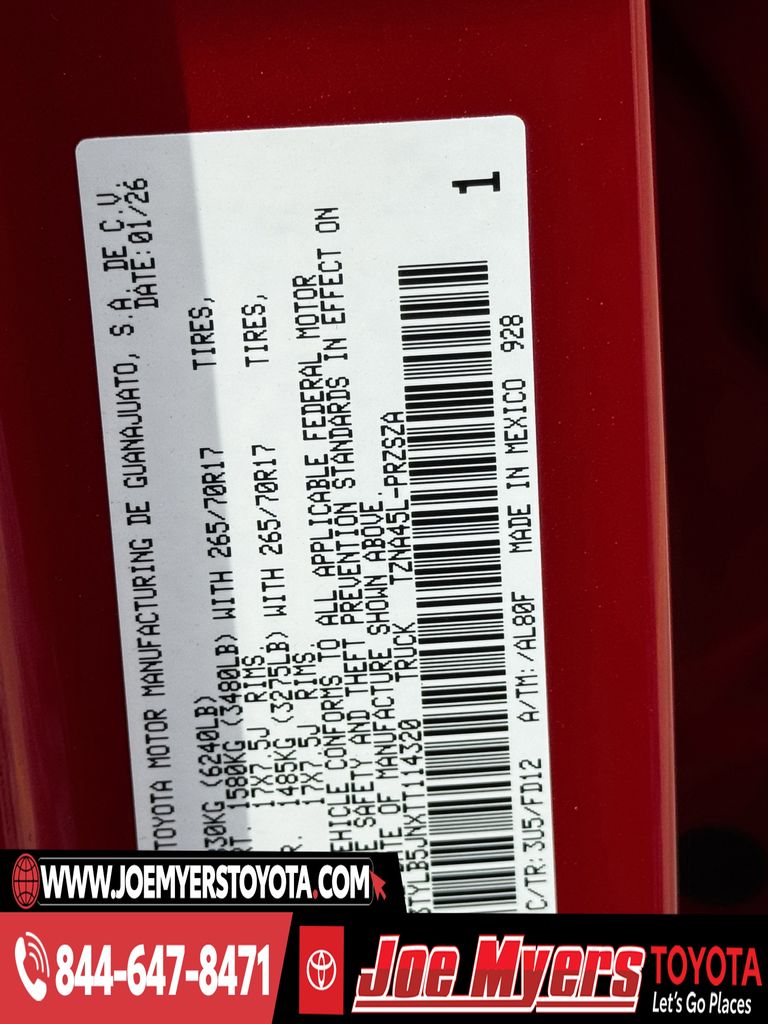 TOYOTA MOTOR MANUFACTURING DE GUANAJUATO, S.A. DE C.V.
DATE:01/26
(6240LB)
1580KG (3480LB) WITH 265/70R17 TIRES,
17X7.5J RIMS,
1485KG (3275LB) WITH 265/70R17 TIRES,
17X7.5J RIMS.
CONFORMS TO ALL APPLICABLE FEDERAL MOTOR
SAFETY AND THEFT PREVENTION STANDARDS IN EFFECT ON
OF MANUFACTURE SHOWN ABOVE.
TYLB5JNXTT114320 TRUCK TZNA45L-PRZSZA
1
C/TR:3U5/FD12 A/TM:/AL80F MADE IN MEXICO 928
WWW.JOEMYERSTOYOTA.COM
844-647-8471
Joe Myers TOYOTA
Let's Go Places